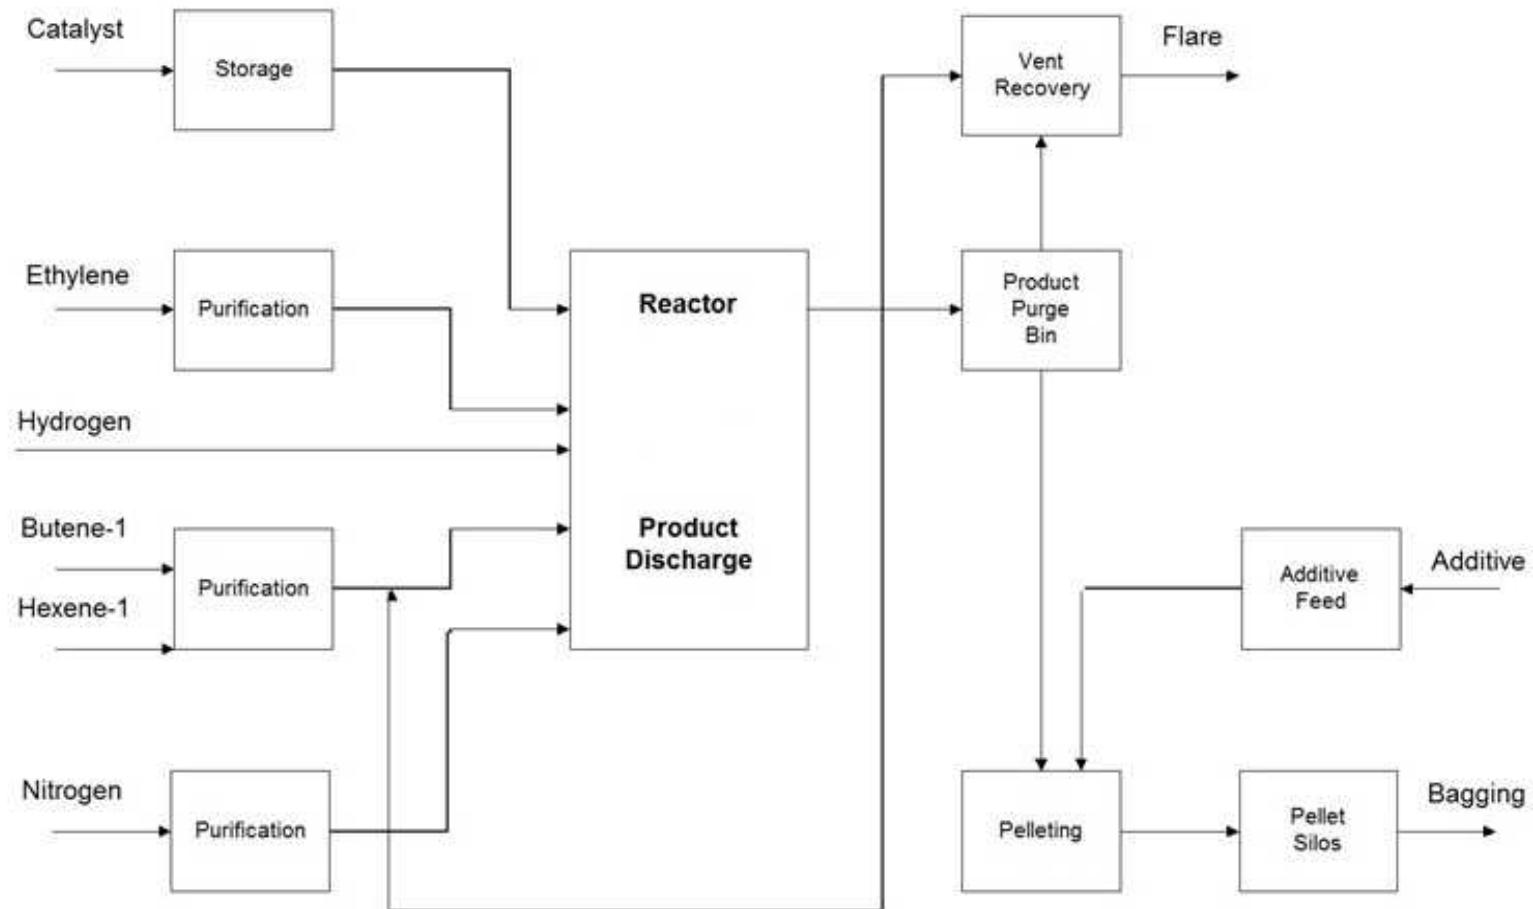 Catalyst
Storage
Vent
Recovery
Flare
Ethylene
Purification
Reactor
Product
Purge
Bin
Hydrogen
Butene-1
Purification
Hexene-1
Product
Discharge
Additive
Feed
Additive
Nitrogen
Purification
Pelleting
Pellet
Silos
Bagging